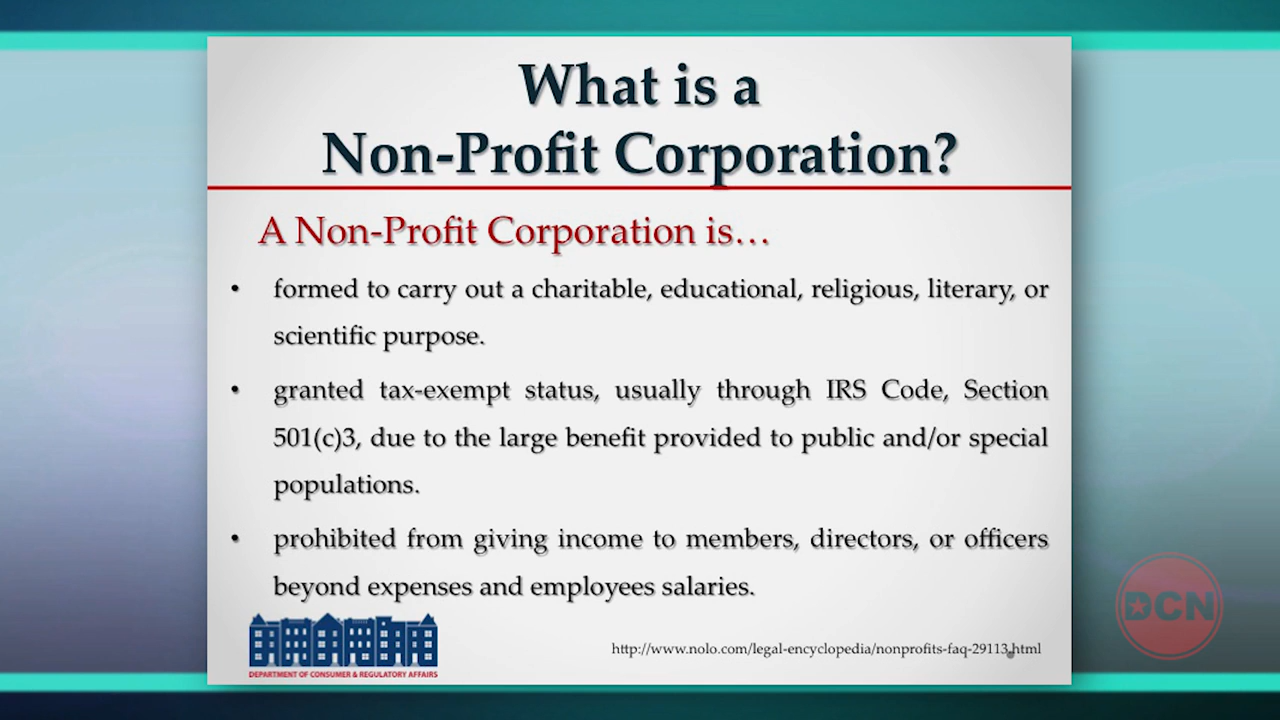 What is a
Non-Profit Corporation?
A Non-Profit Corporation is…
• formed to carry out a charitable, educational, religious, literary, or
scientific purpose.
• granted tax-exempt status, usually through IRS Code, Section
501(c)3, due to the large benefit provided to public and/or special
populations.
• prohibited from giving income to members, directors, or officers
beyond expenses and employees salaries.
DCN
http://www.nolo.com/legal-encyclopedia/nonprofits-faq-29113.html
DEPARTMENT OF CONSUMER & REGULATORY AFFAIRS